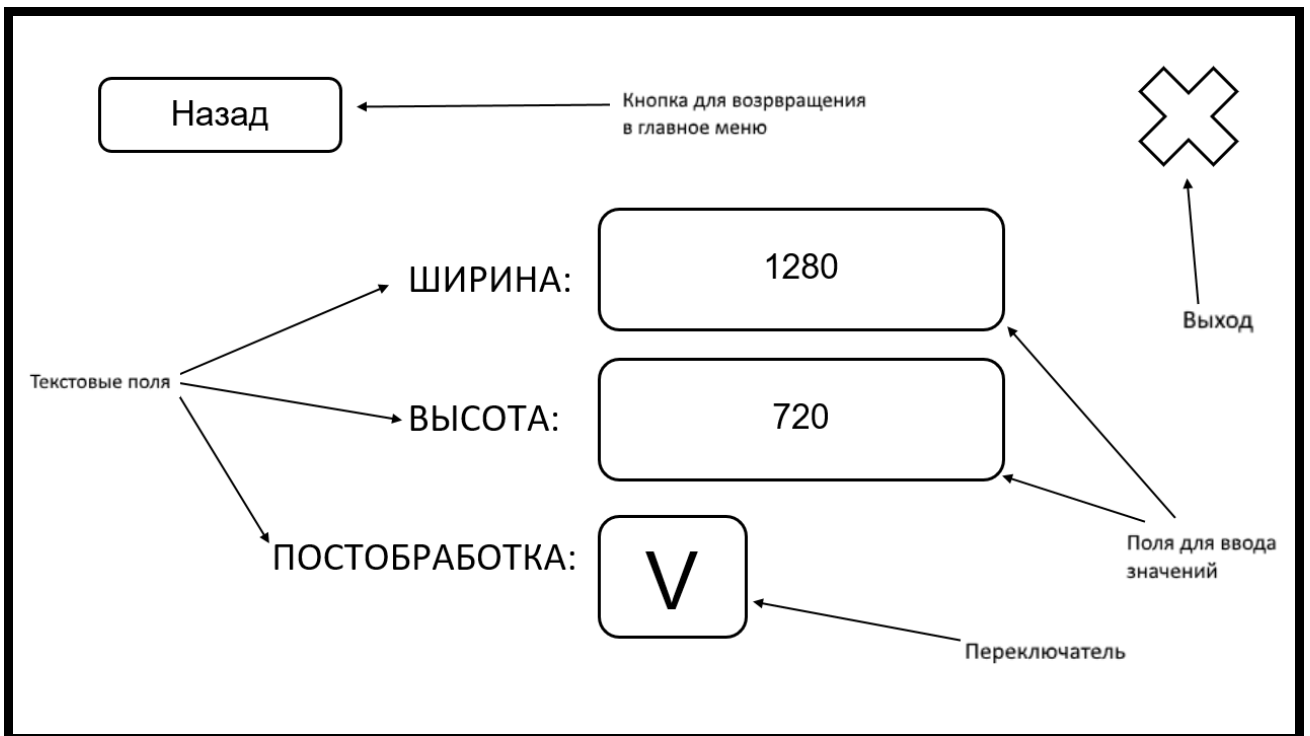 Назад
Кнопка для возрвращения
в главное меню
ШИРИНА:
1280
Выход
Текстовые поля
ВЫСОТА:
720
Поля для ввода
значений
ПОСТОБРАБОТКА:
V
Переключатель